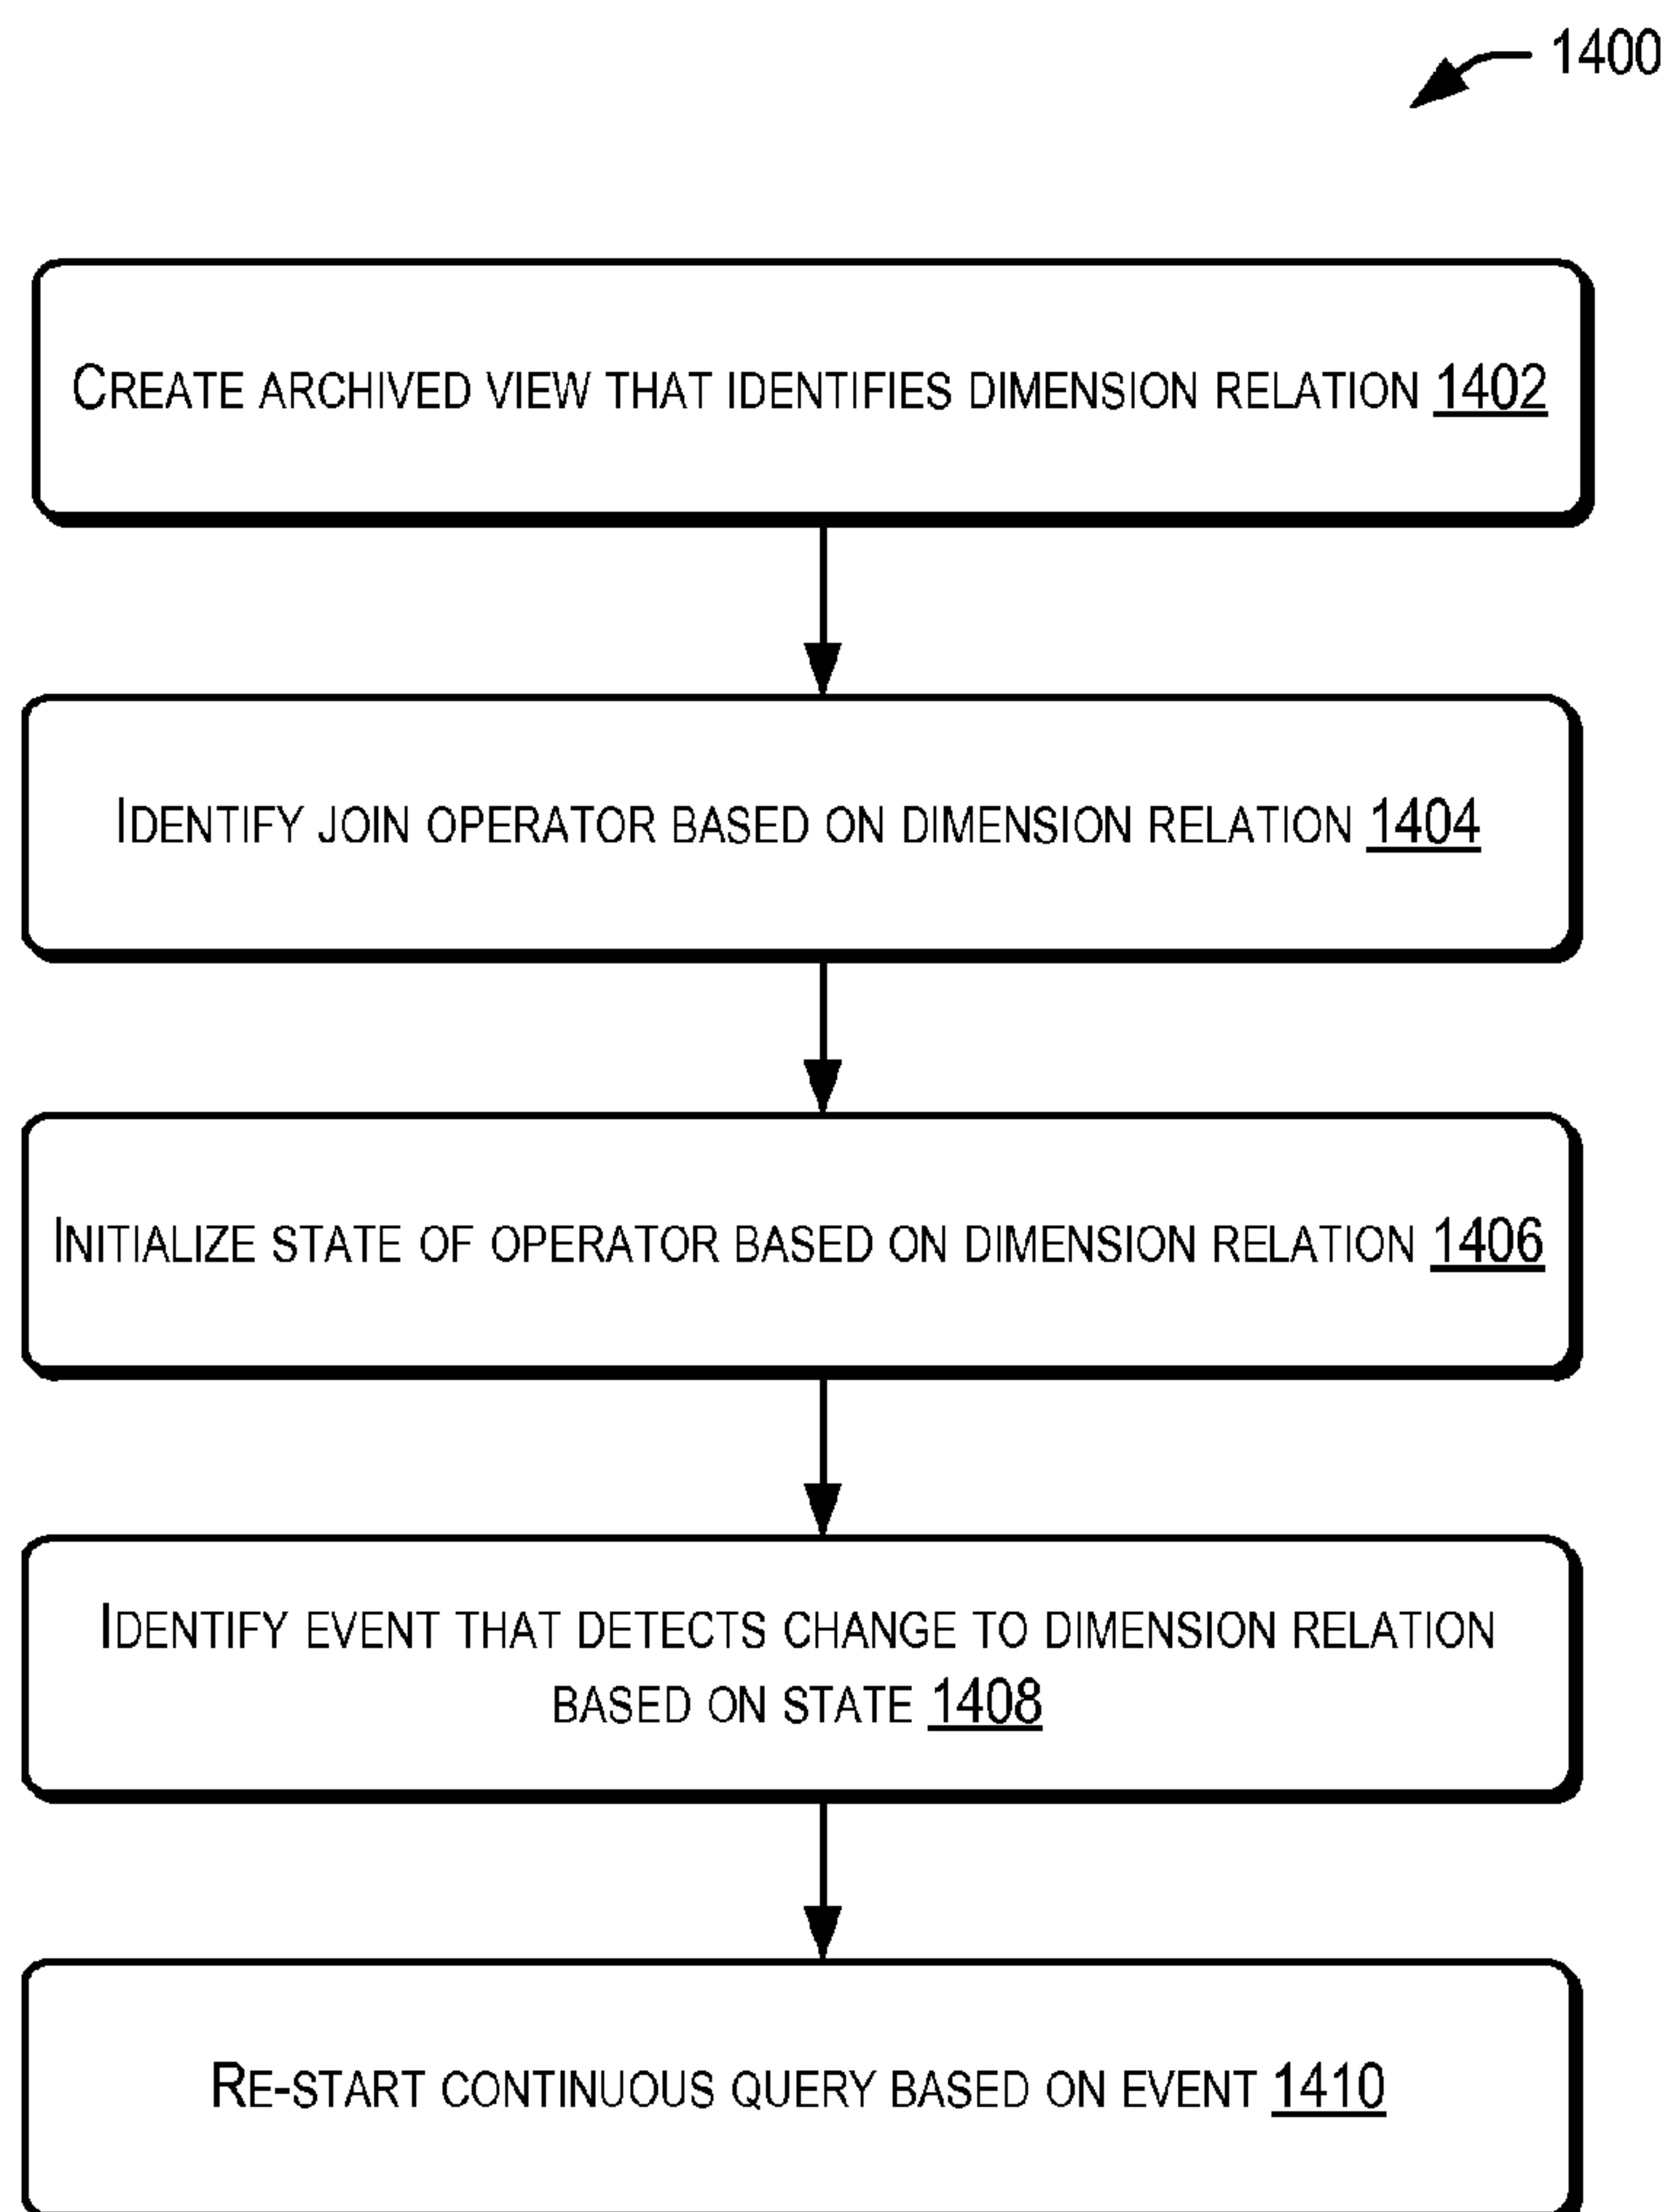 1400
CREATE ARCHIVED VIEW THAT IDENTIFIES DIMENSION RELATION 1402
IDENTIFY JOIN OPERATOR BASED ON DIMENSION RELATION 1404
INITIALIZE STATE OF OPERATOR BASED ON DIMENSION RELATION 1406
IDENTIFY EVENT THAT DETECTS CHANGE TO DIMENSION RELATION
BASED ON STATE 1408
RE-START CONTINUOUS QUERY BASED ON EVENT 1410